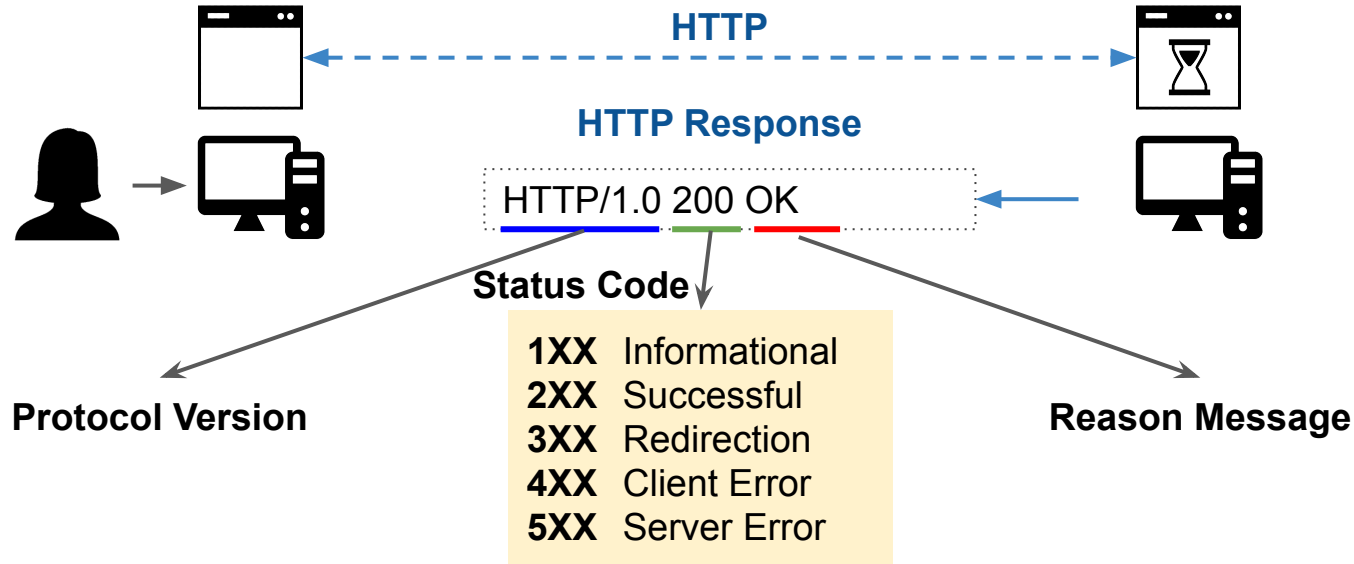 HTTP
HTTP Response
HTTP/1.0 200 OK
Status Code
1XX Informational
2XX Successful
3XX Redirection
4XX Client Error
5XX Server Error
Protocol Version
Reason Message